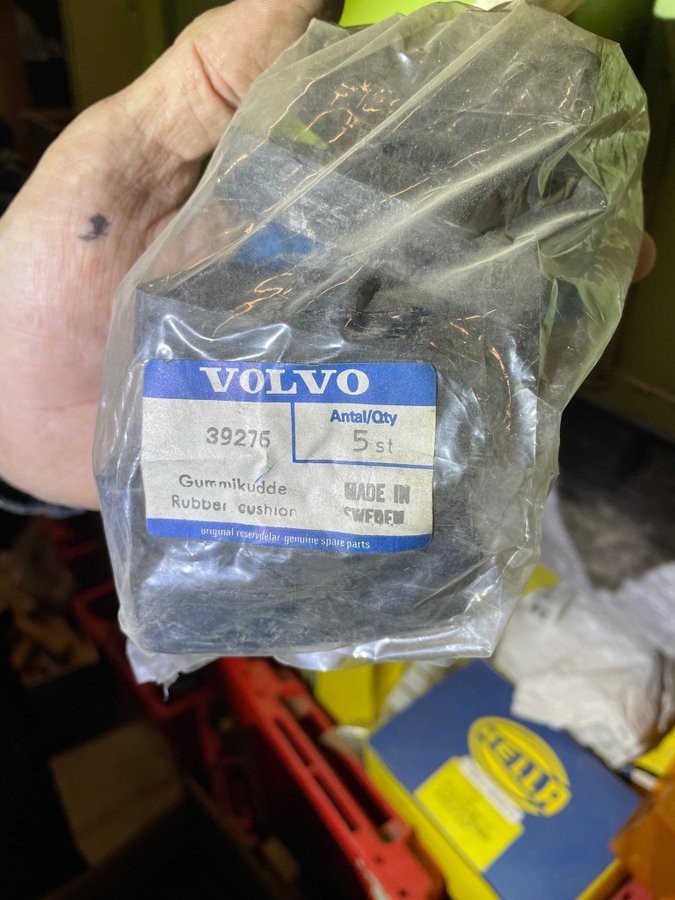 VOLVO
39276
Antal/Qty
5 st
Gummikudde
Rubber cushion
MADE IN
SWEDEN
original reservdelar-genuine spare parts
HELLA